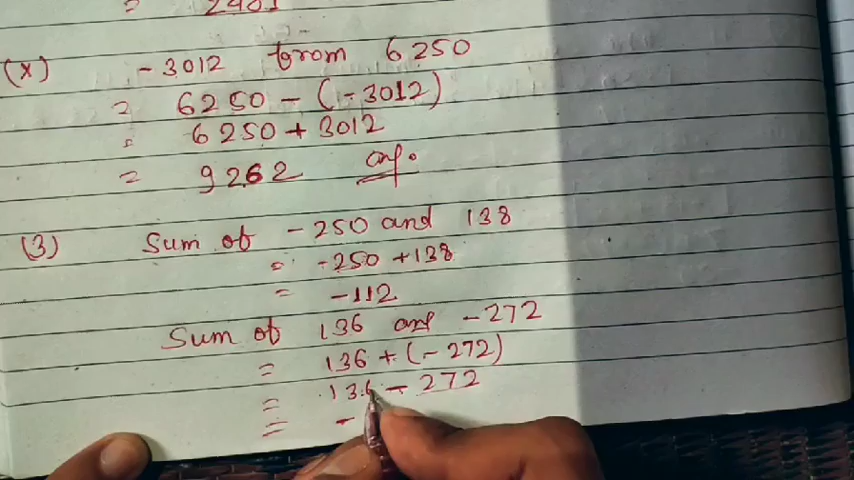 = 2401
(x) -3012 from 6250
= 6250 - (-3012)
= 6250 + 3012
= 9262 ans.
(3) Sum of -250 and 138
= -250 +138
= -112
Sum of 136 and -272
= 136 + (-272)
= 136 - 272
= -